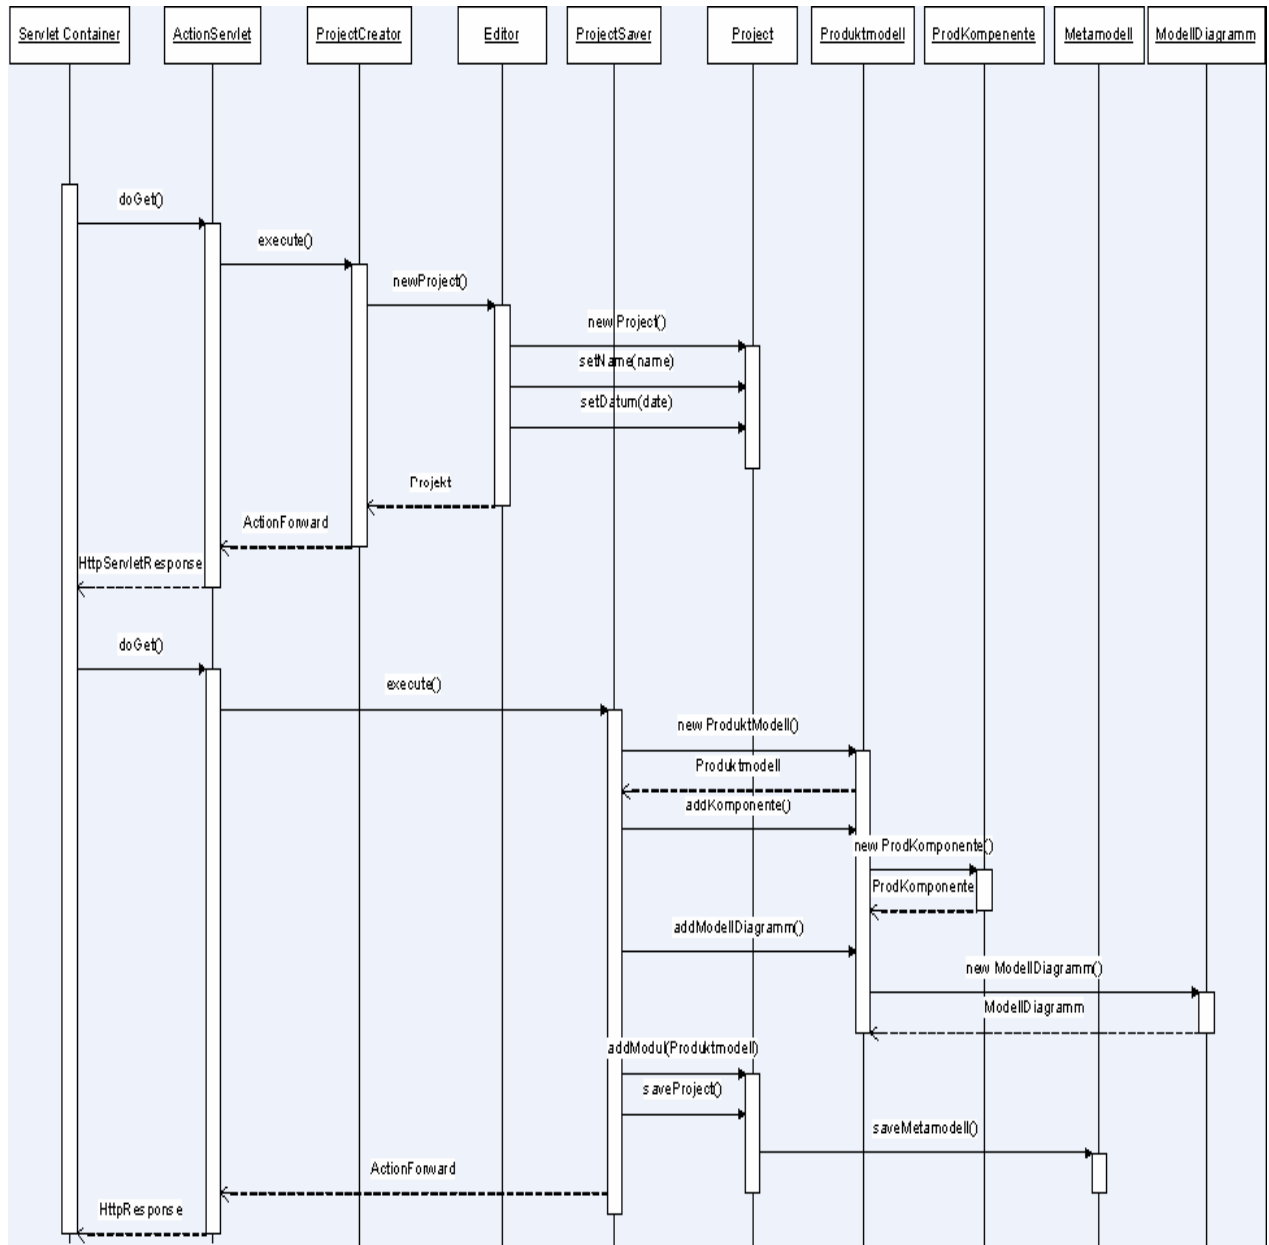 Servlet Container
ActionServlet
ProjectCreator
Editor
ProjectSaver
Project
Produktmodell
ProdKompenente
Metamodell
ModellDiagramm
doGet()
execute()
newProject()
new Project()
setName(name)
setDatum(date)
Projekt
ActionForward
HttpServletResponse
doGet()
execute()
new ProduktModell()
Produktmodell
addKomponente()
new ProdKomponente()
ProdKomponente
addModellDiagramm()
new ModellDiagramm()
ModellDiagramm
addModul(Produktmodell)
saveProject()
saveMetamodell()
ActionForward
HttpResponse